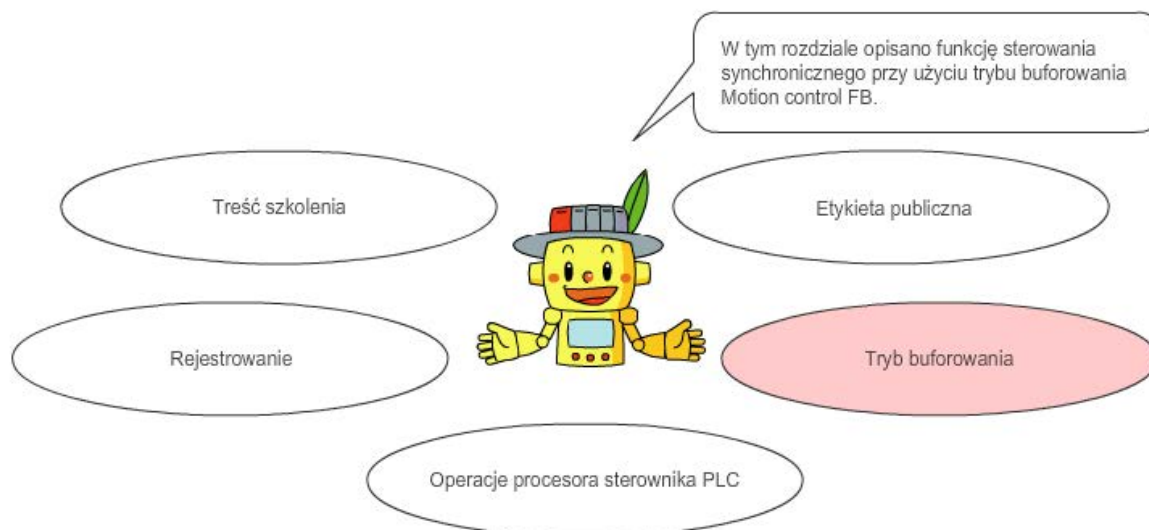 W tym rozdziale opisano funkcję sterowania
synchronicznego przy użyciu trybu buforowania
Motion control FB.
Treść szkolenia
Etykieta publiczna
Rejestrowanie
Tryb buforowania
Operacje procesora sterownika PLC